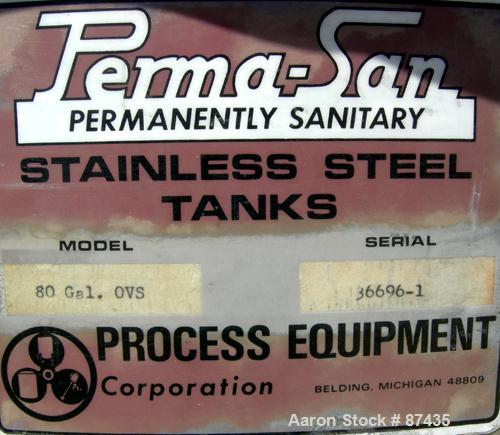 Perma-San
PERMANENTLY SANITARY
STAINLESS STEEL
TANKS
MODEL SERIAL
80 Gal. OVS 36696-1
PROCESS EQUIPMENT
Corporation BELDING, MICHIGAN 48809
Aaron Stock # 87435